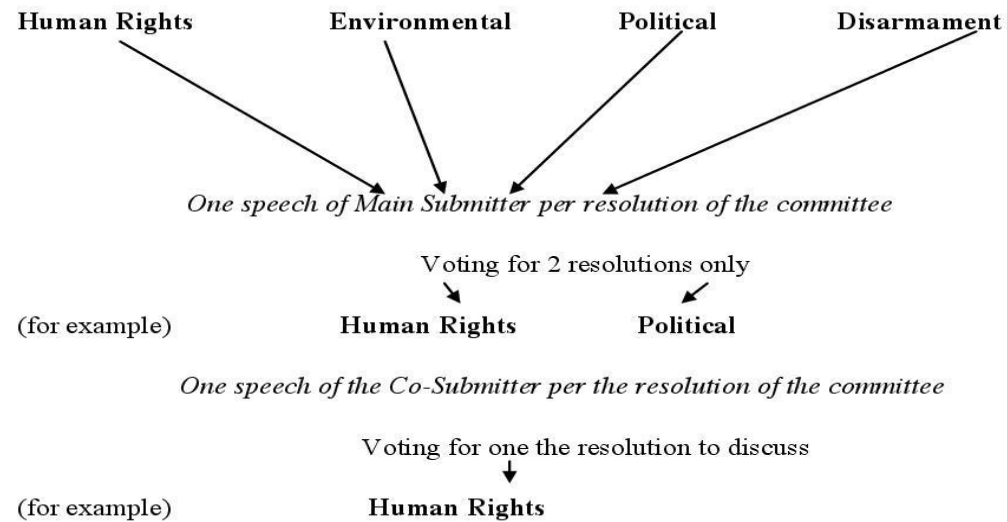 Human Rights Environmental Political Disarmament
One speech of Main Submitter per resolution of the committee
Voting for 2 resolutions only
(for example) Human Rights Political
One speech of the Co-Submitter per the resolution of the committee
Voting for one the resolution to discuss
(for example) Human Rights